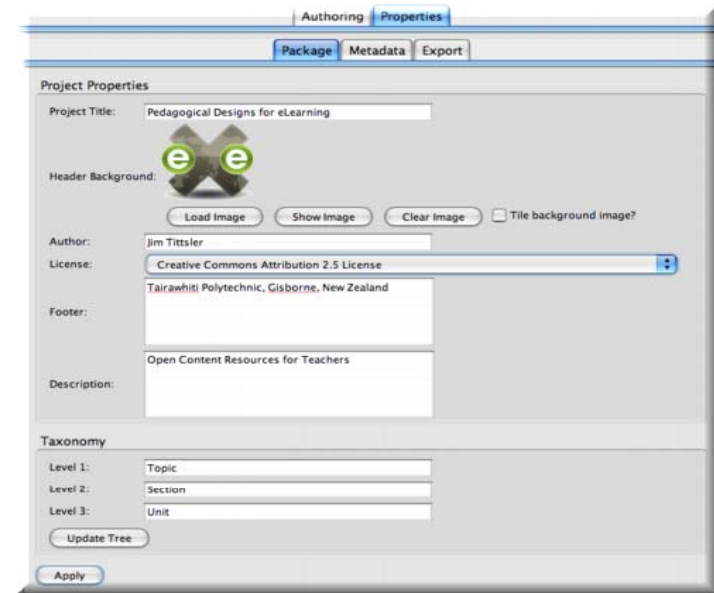 Authoring Properties
Package Metadata Export
Project Properties
Project Title: Pedagogical Designs for eLearning
e e
Header Background:
Load Image Show Image Clear Image Tile background image?
Author: Jim Tittsler
License: Creative Commons Attribution 2.5 License
Tairawhiti Polytechnic, Gisborne, New Zealand
Footer:
Open Content Resources for Teachers
Description:
Taxonomy
Level 1: Topic
Level 2: Section
Level 3: Unit
Update Tree
Apply